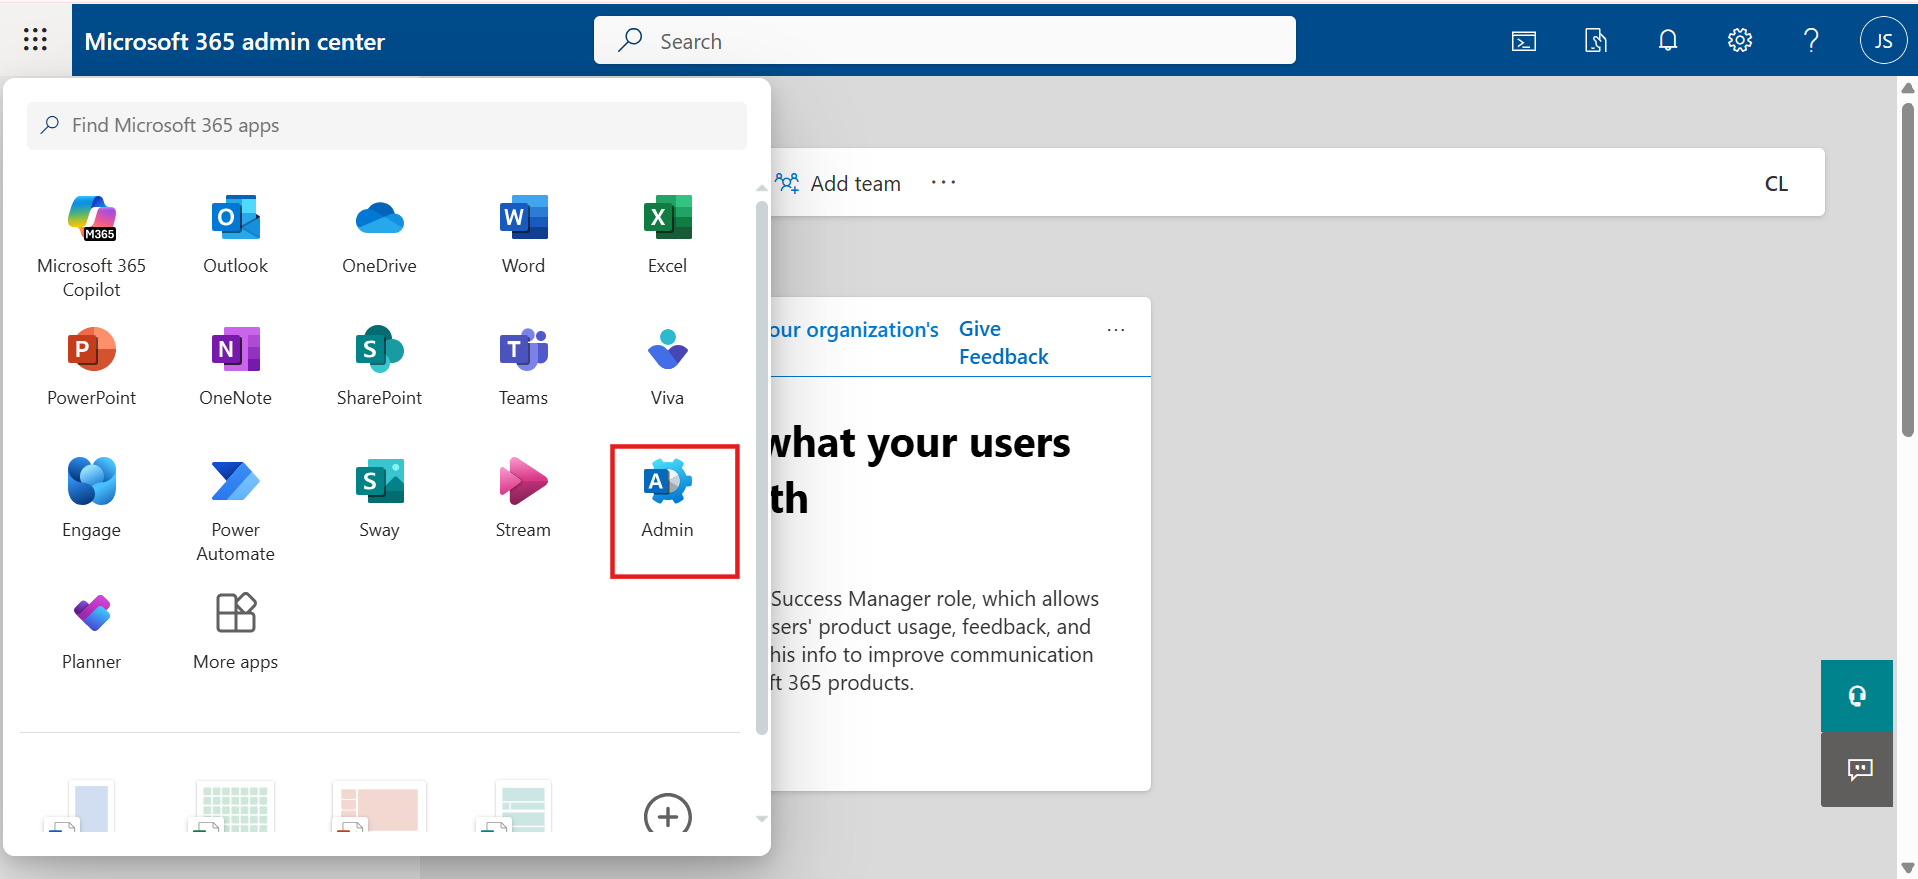 Microsoft 365 admin center
Search
JS
Find Microsoft 365 apps
M365
Microsoft 365
Copilot
O
Outlook
OneDrive
W
Word
X
Excel
P
PowerPoint
N
OneNote
S
SharePoint
T
Teams
Viva
Engage
Power
Automate
S
Sway
Stream
A
Admin
Planner
More apps
Add team
CL
our organization's
Give
Feedback
what your users
th
Success Manager role, which allows
sers' product usage, feedback, and
his info to improve communication
ft 365 products.